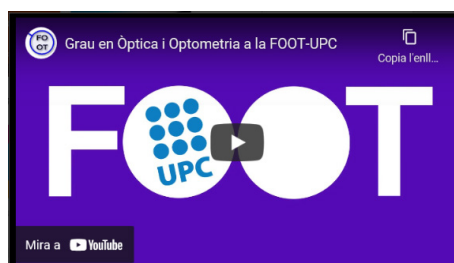 FO
OT
Grau en Òptica i Optometria a la FOOT-UPC
Copia l'enll...
FOOT
UPC
Mira a YouTube